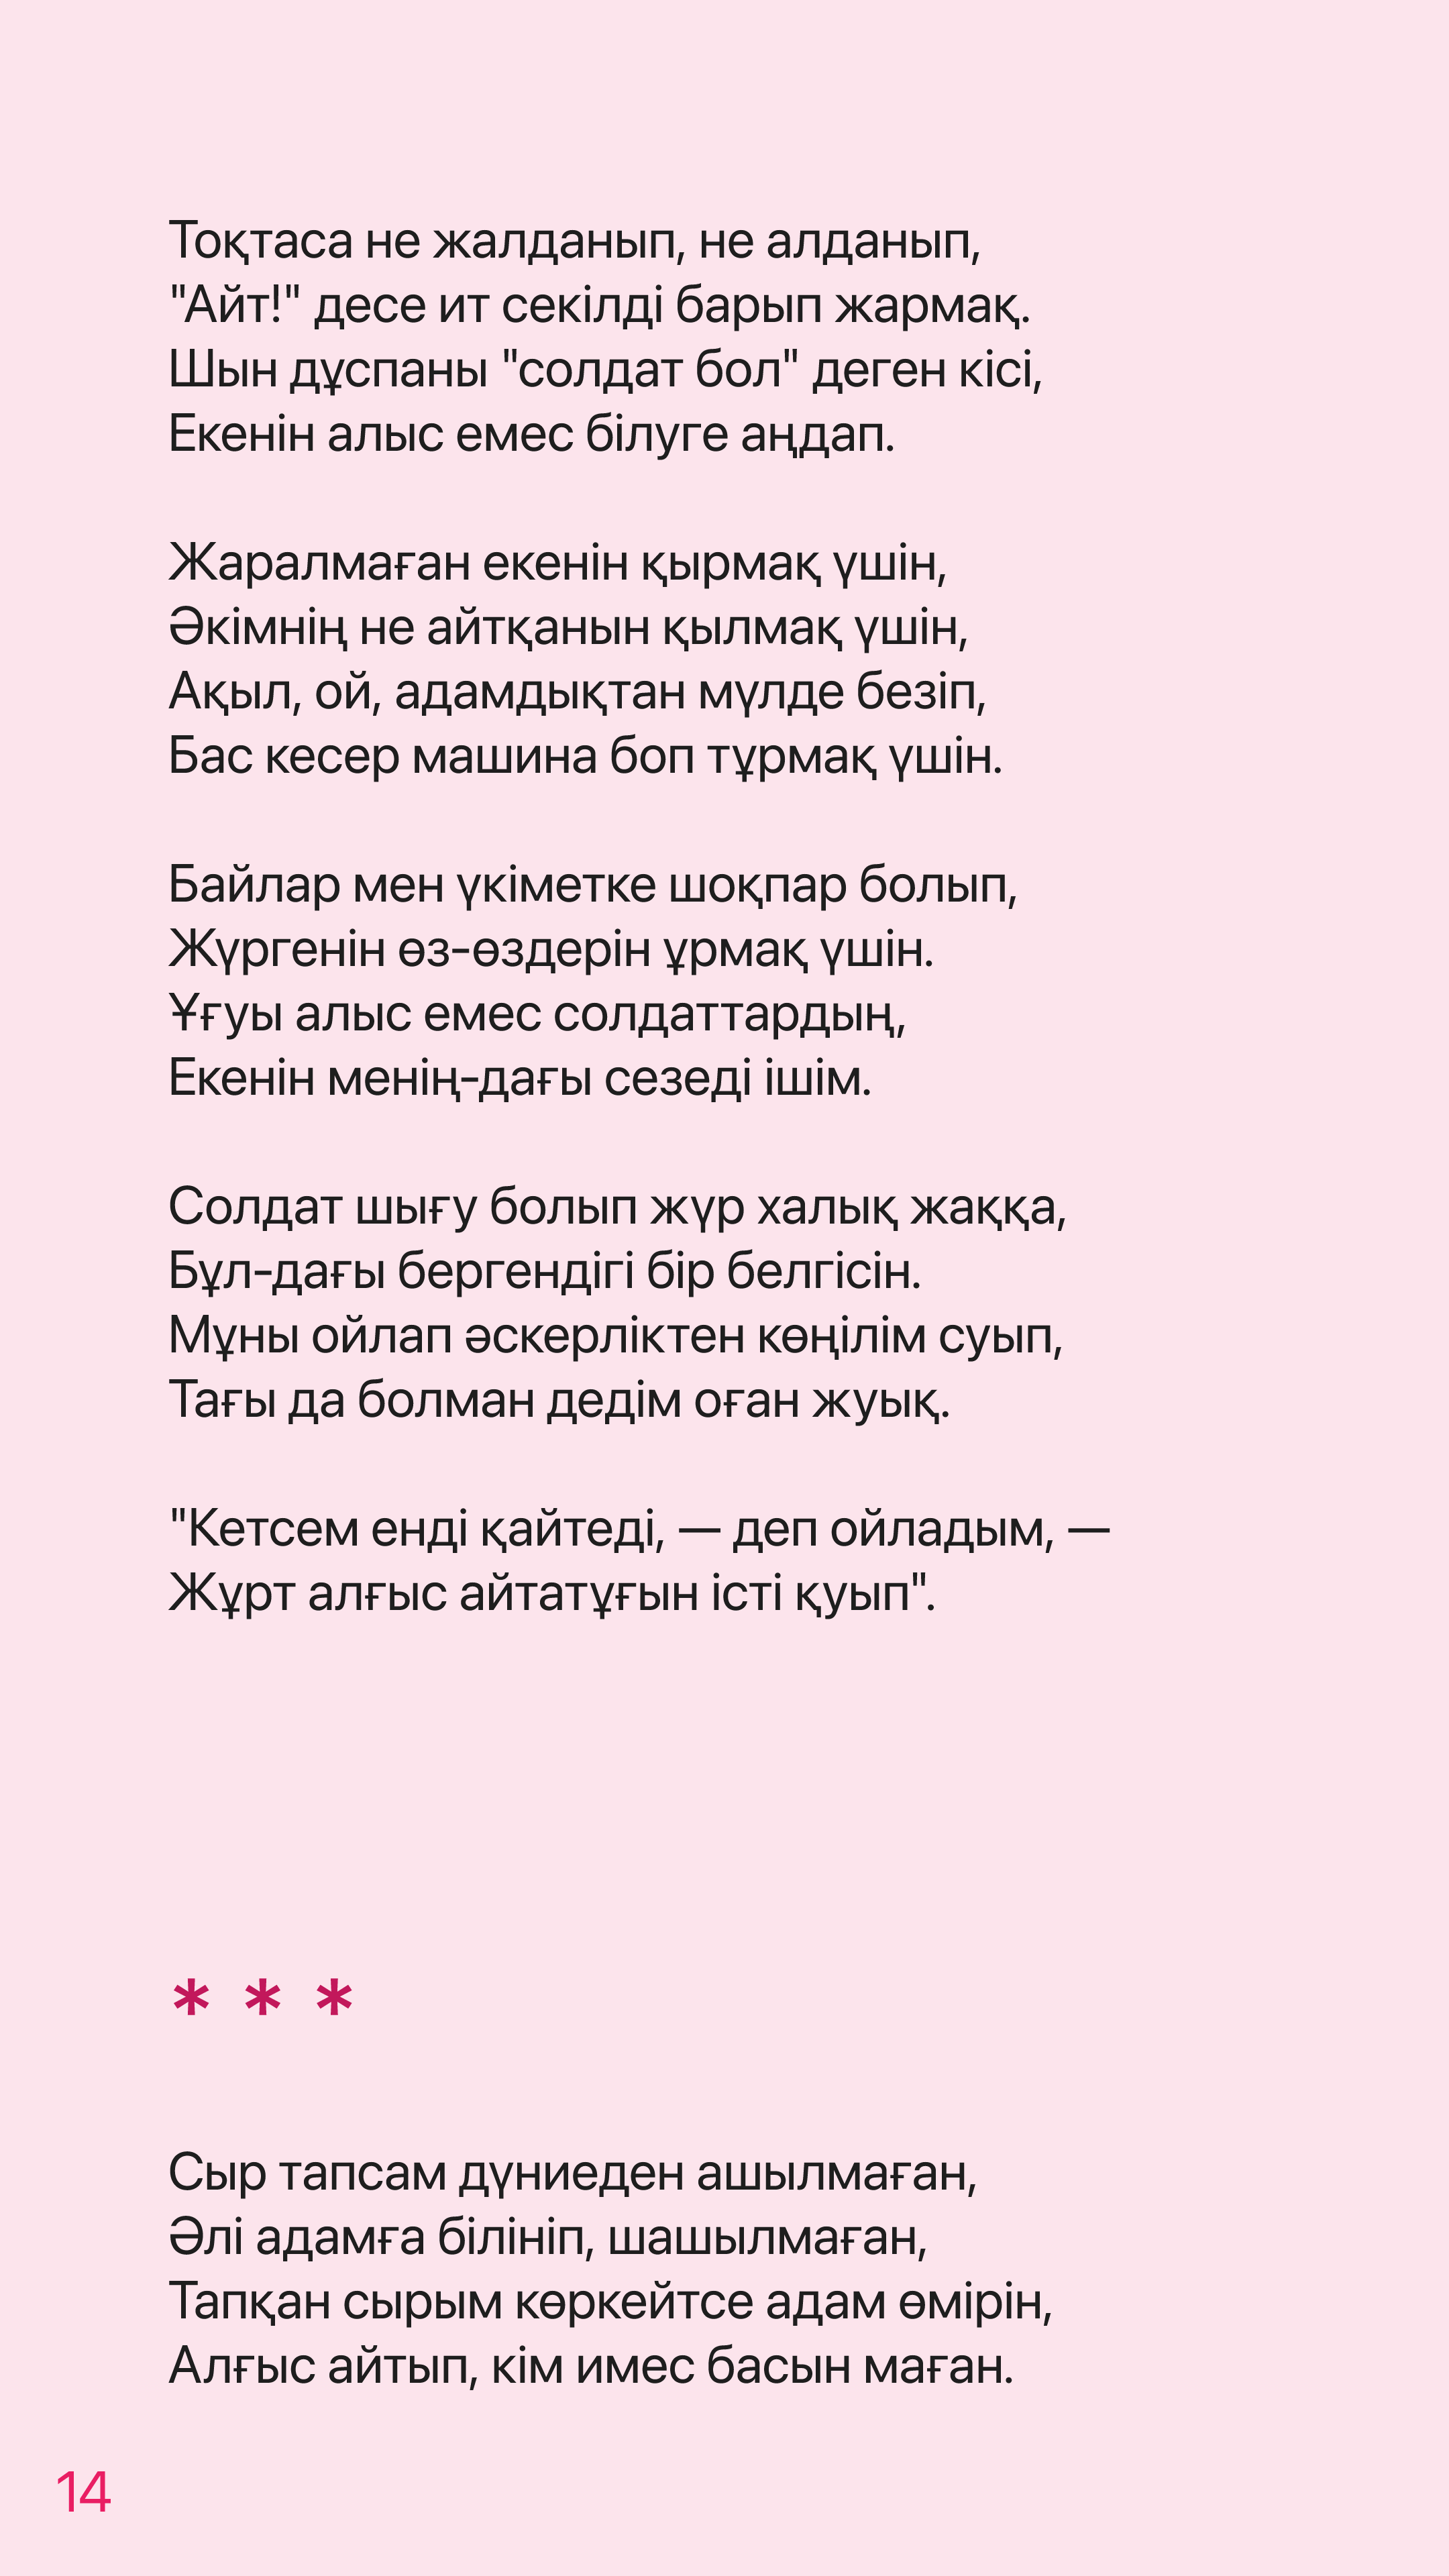 Тоқтаса не жалданып, не алданып,
"Айт!" десе ит секілді барып жармақ.
Шын дұспаны "солдат бол" деген кісі,
Екенін алыс емес білуге аңдап.
Жаралмаған екенін қырмақ үшін,
Әкімнің не айтқанын қылмақ үшін,
Ақыл, ой, адамдықтан мүлде безіп,
Бас кесер машина боп тұрмақ үшін.
Байлар мен үкіметке шоқпар болып,
Жүргенін өз-өздерін ұрмақ үшін.
Ұғуы алыс емес солдаттардың,
Екенін менің-дағы сезеді ішім.
Солдат шығу болып жүр халық жаққа,
Бұл-дағы бергендігі бір белгісін.
Мұны ойлап әскерліктен көңілім суып,
Тағы да болман дедім оған жуық.
"Кетсем енді қайтеді, — деп ойладым, —
Жұрт алғыс айтатұғын істі қуып".
* * *
Сыр тапсам дүниеден ашылмаған,
Әлі адамға білініп, шашылмаған,
Тапқан сырым көркейтсе адам өмірін,
Алғыс айтып, кім имес басын маған.
14